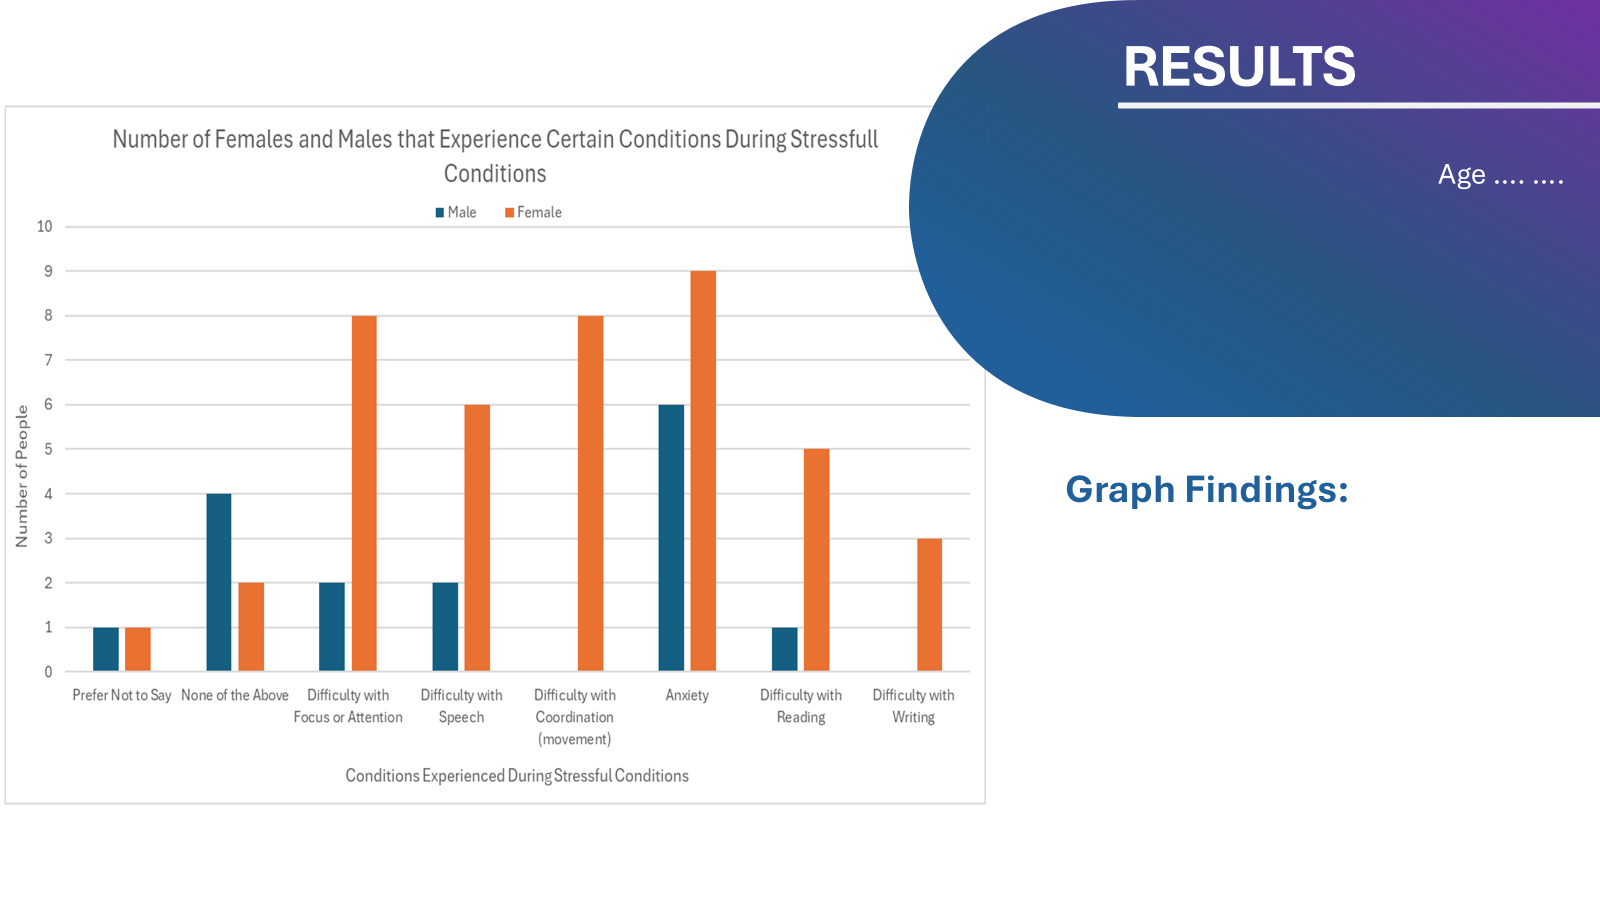 RESULTS
Age .... ....
Number of Females and Males that Experience Certain Conditions During Stressfull
Conditions
Male Female
10
9
8
7
6
5
4
3
2
1
0
Number of People
Prefer Not to Say
None of the Above
Difficulty with
Focus or Attention
Difficulty with
Speech
Difficulty with
Coordination
(movement)
Anxiety
Difficulty with
Reading
Difficulty with
Writing
Conditions Experienced During Stressful Conditions
Graph Findings: